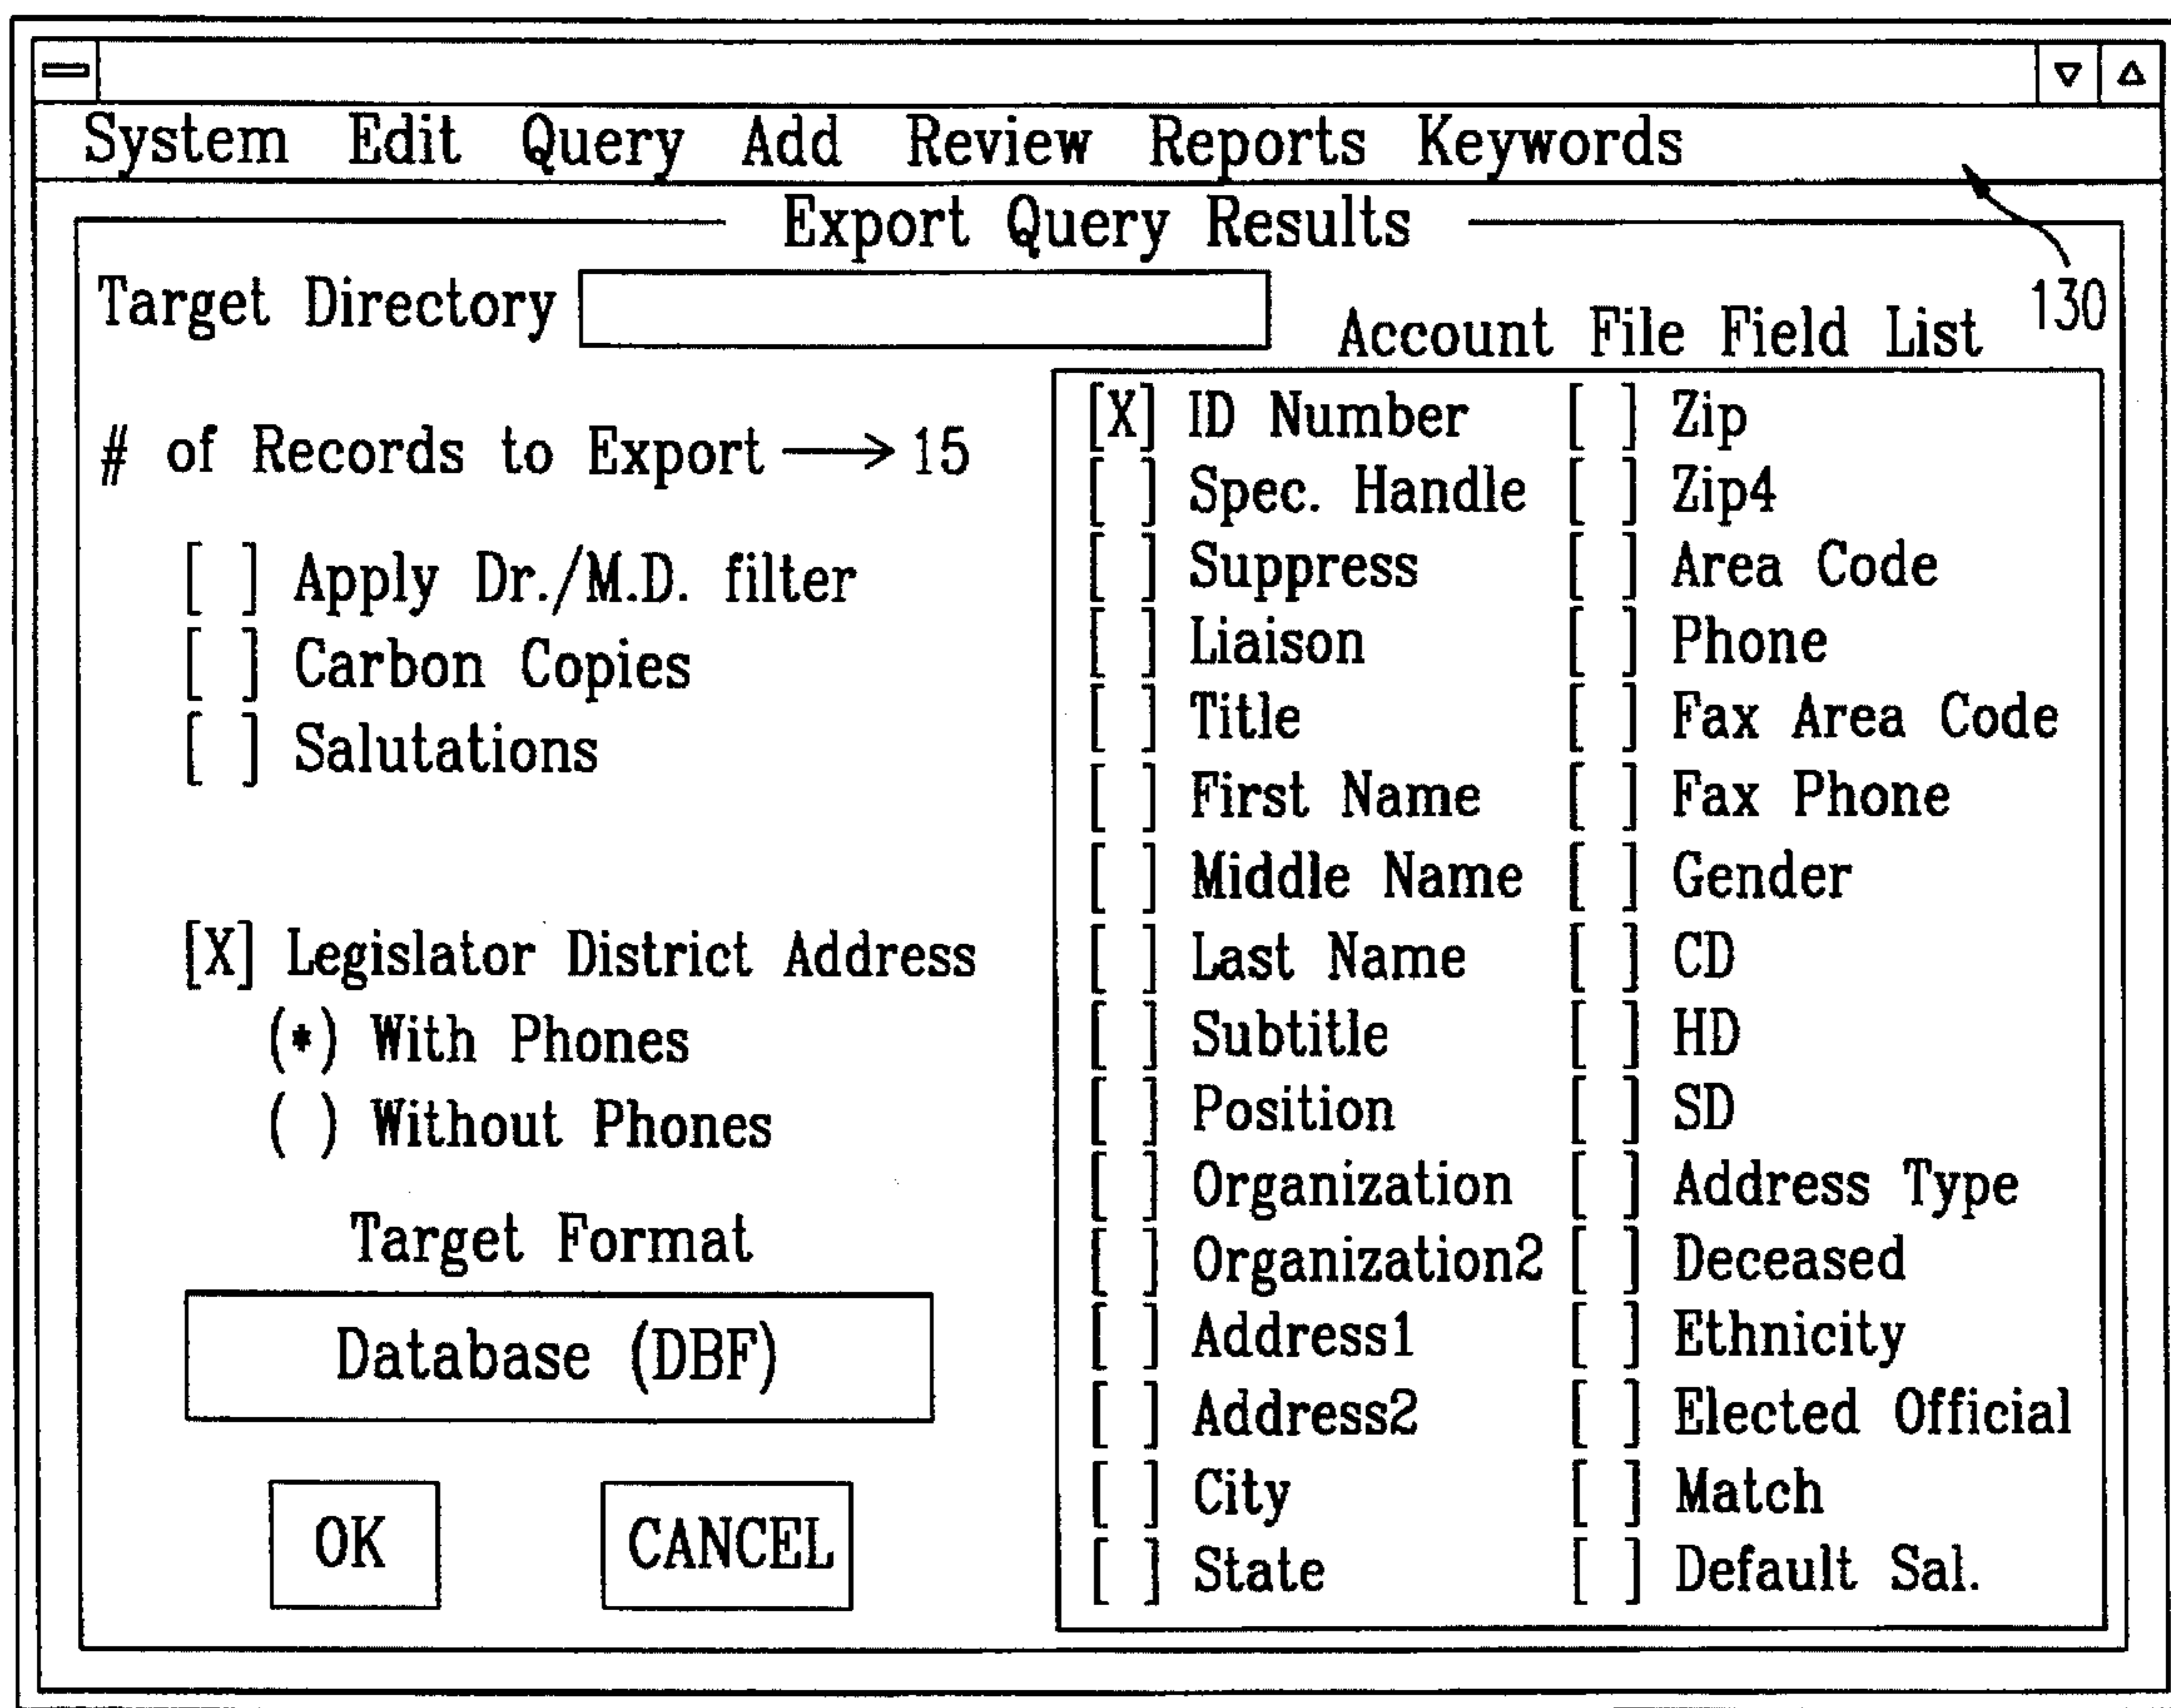 System Edit Query Add Review Reports Keywords
130
Export Query Results
Target Directory
# of Records to Export → 15
[ ] Apply Dr./M.D. filter
[ ] Carbon Copies
[ ] Salutations
[X] Legislator District Address
(*) With Phones
( ) Without Phones
Target Format
Database (DBF)
OK CANCEL
Account File Field List
[X] ID Number [ ] Zip
[ ] Spec. Handle [ ] Zip4
[ ] Suppress [ ] Area Code
[ ] Liaison [ ] Phone
[ ] Title [ ] Fax Area Code
[ ] First Name [ ] Fax Phone
[ ] Middle Name [ ] Gender
[ ] Last Name [ ] CD
[ ] Subtitle [ ] HD
[ ] Position [ ] SD
[ ] Organization [ ] Address Type
[ ] Organization2 [ ] Deceased
[ ] Address1 [ ] Ethnicity
[ ] Address2 [ ] Elected Official
[ ] City [ ] Match
[ ] State [ ] Default Sal.